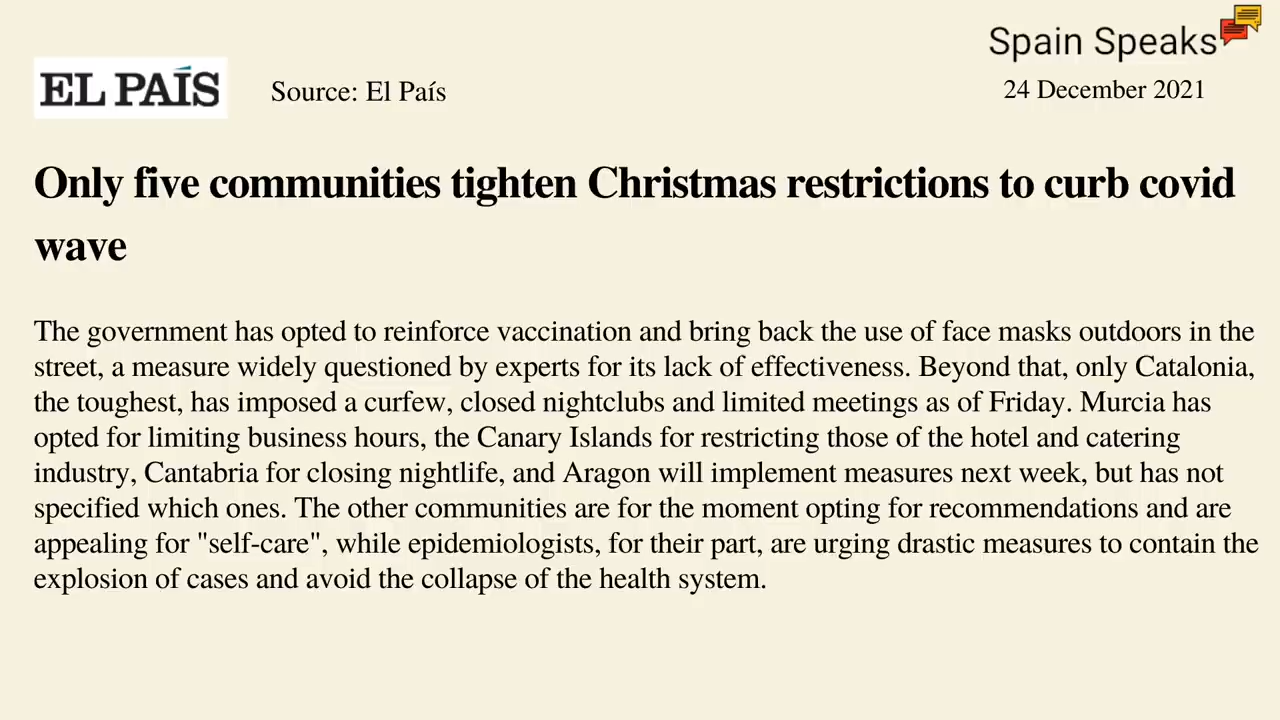 Spain Speaks
EL PAÍS
Source: El País
24 December 2021
Only five communities tighten Christmas restrictions to curb covid
wave
The government has opted to reinforce vaccination and bring back the use of face masks outdoors in the
street, a measure widely questioned by experts for its lack of effectiveness. Beyond that, only Catalonia,
the toughest, has imposed a curfew, closed nightclubs and limited meetings as of Friday. Murcia has
opted for limiting business hours, the Canary Islands for restricting those of the hotel and catering
industry, Cantabria for closing nightlife, and Aragon will implement measures next week, but has not
specified which ones. The other communities are for the moment opting for recommendations and are
appealing for "self-care", while epidemiologists, for their part, are urging drastic measures to contain the
explosion of cases and avoid the collapse of the health system.